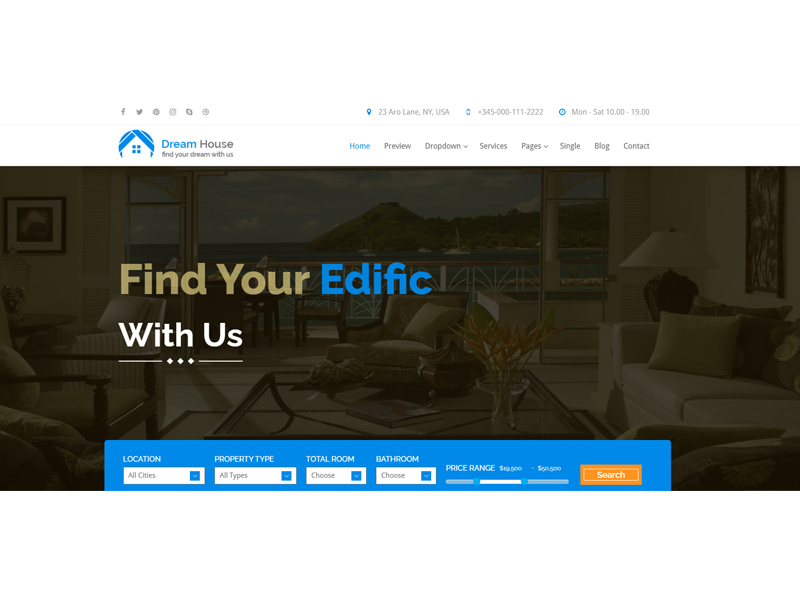 23 Aro Lane, NY, USA +345-000-111-2222 Mon - Sat 10.00 - 19.00
Dream House
find your dream with us
Home Preview Dropdown Services Pages Single Blog Contact
Find Your Edific
With Us
LOCATION PROPERTY TYPE TOTAL ROOM BATHROOM
PRICE RANGE $19,500 - $50,500
All Cities All Types Choose Choose
Search